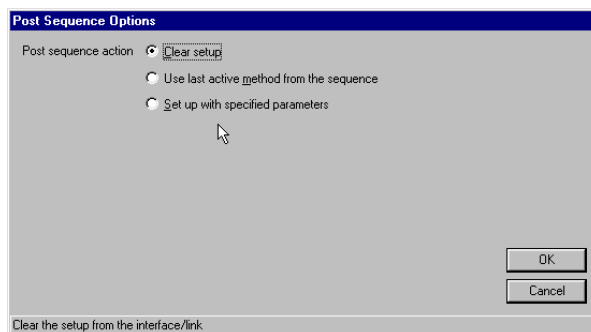 Post Sequence Options
Post sequence action Clear setup
Use last active method from the sequence
Set up with specified parameters
OK
Cancel
Clear the setup from the interface/link